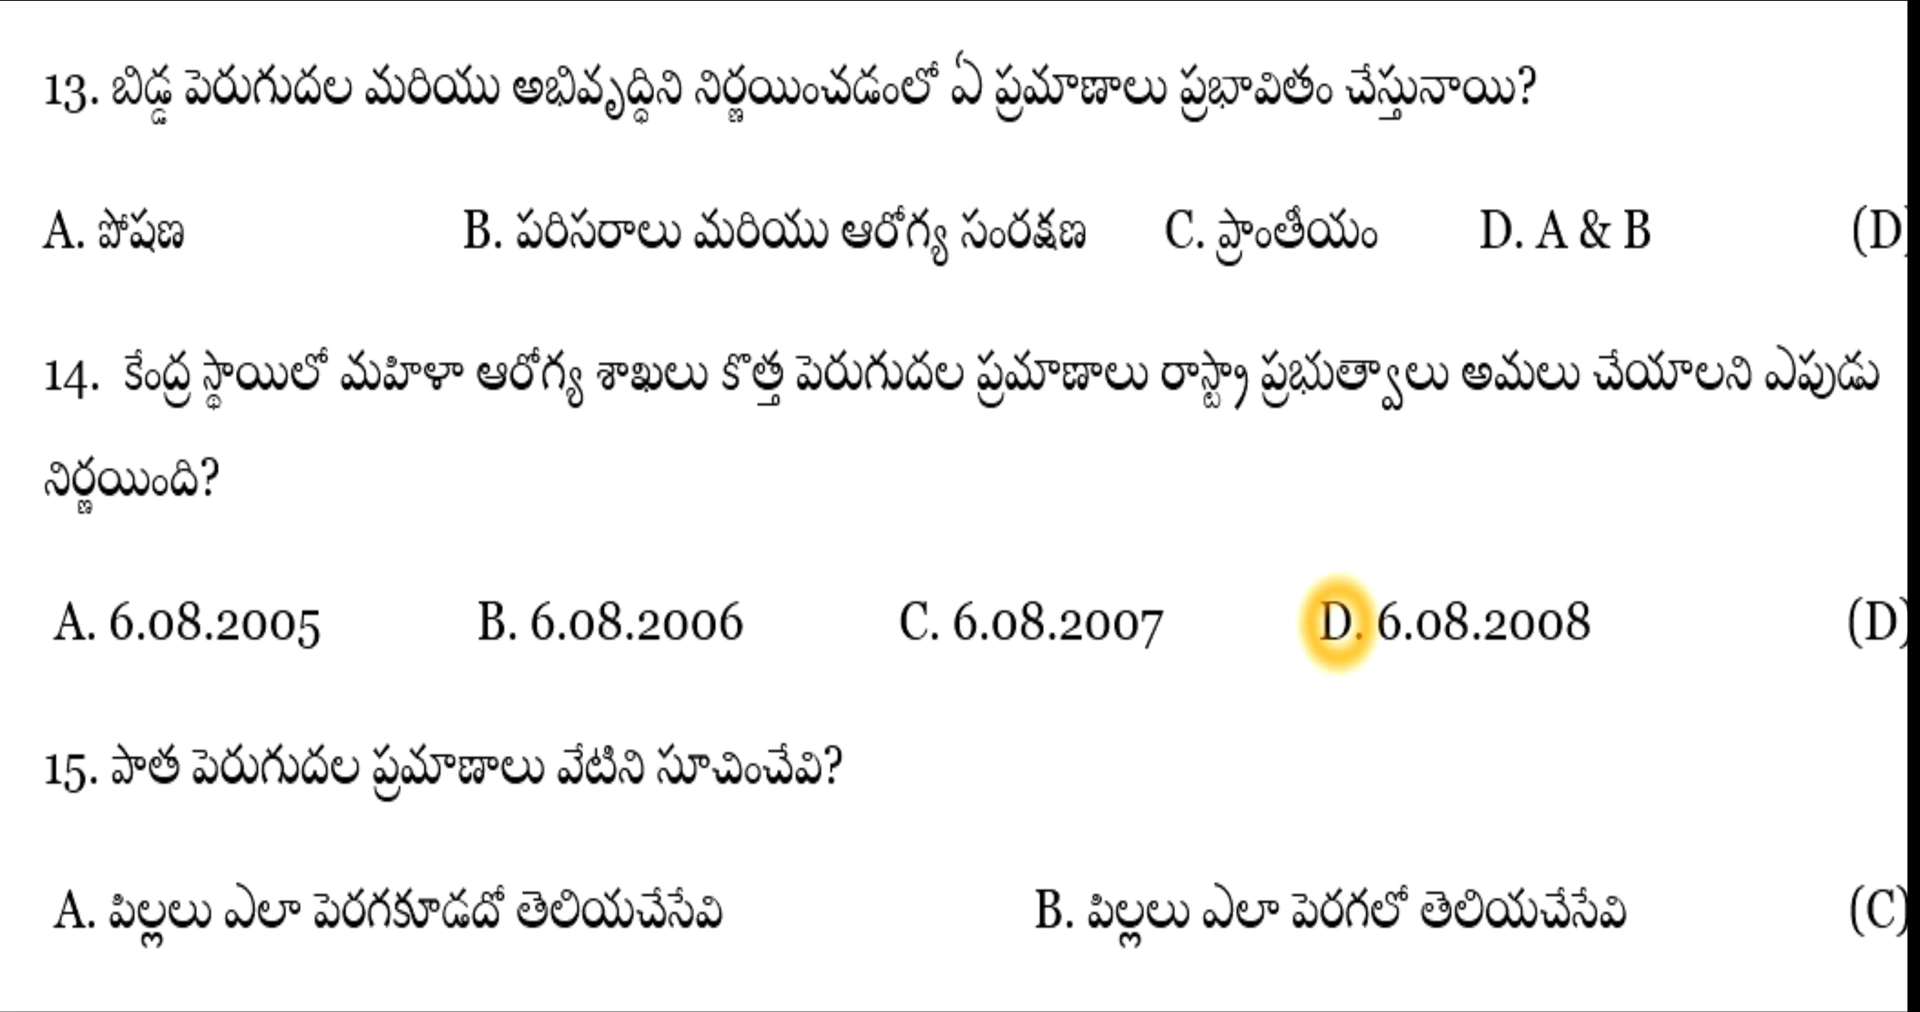 13. బిడ్డ పెరుగుదల మరియు అభివృద్ధిని నిర్ణయించడంలో ఏ ప్రమాణాలు ప్రభావితం చేస్తునాయి?
A. పోషణ B. పరిసరాలు మరియు ఆరోగ్య సంరక్షణ C. ప్రాంతీయం D. A & B (D)
14. కేంద్ర స్థాయిలో మహిళా ఆరోగ్య శాఖలు కొత్త పెరుగుదల ప్రమాణాలు రాస్ట్రా ప్రభుత్వాలు అమలు చేయాలని ఎపుడు
నిర్ణయింది?
A. 6.08.2005 B. 6.08.2006 C. 6.08.2007 D. 6.08.2008 (D)
15. పాత పెరుగుదల ప్రమాణాలు వేటిని సూచించేవి?
A. పిల్లలు ఎలా పెరగకూడదో తెలియచేసేవి B. పిల్లలు ఎలా పెరగలో తెలియచేసేవి (C)